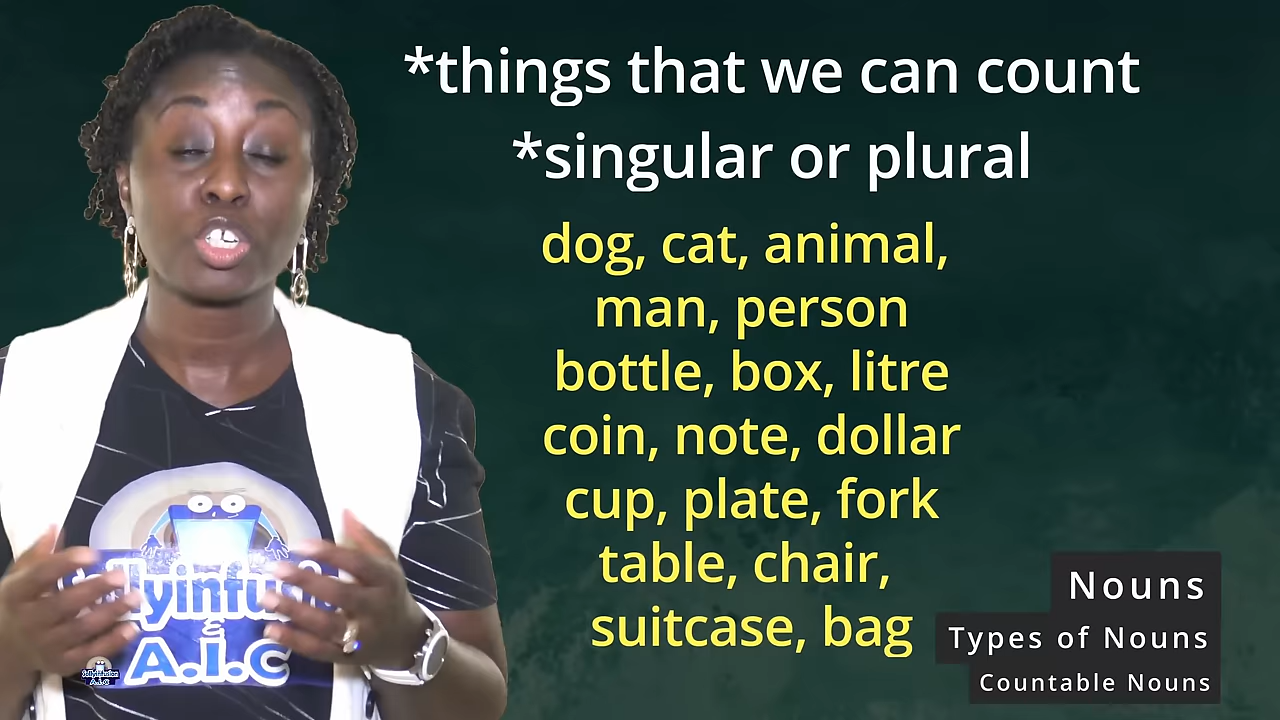 *things that we can count
*singular or plural
dog, cat, animal,
man, person
bottle, box, litre
coin, note, dollar
cup, plate, fork
table, chair,
suitcase, bag
Nouns
Types of Nouns
Countable Nouns
&
A.I.C